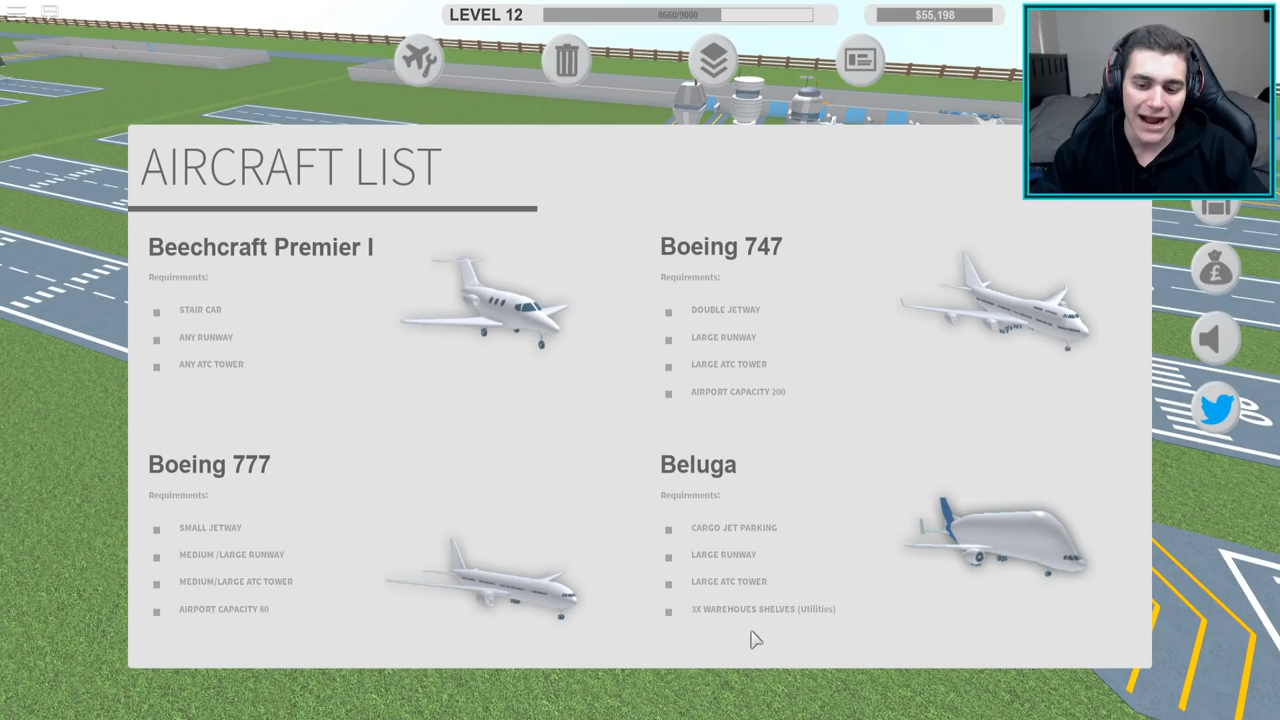 LEVEL 12
8660/9000
$55,198
AIRCRAFT LIST
Beechcraft Premier I
Requirements:
STAIR CAR
ANY RUNWAY
ANY ATC TOWER
Boeing 747
Requirements:
DOUBLE JETWAY
LARGE RUNWAY
LARGE ATC TOWER
AIRPORT CAPACITY 200
Boeing 777
Requirements:
SMALL JETWAY
MEDIUM /LARGE RUNWAY
MEDIUM/LARGE ATC TOWER
AIRPORT CAPACITY 80
Beluga
Requirements:
CARGO JET PARKING
LARGE RUNWAY
LARGE ATC TOWER
3X WAREHOUES SHELVES (Utilities)